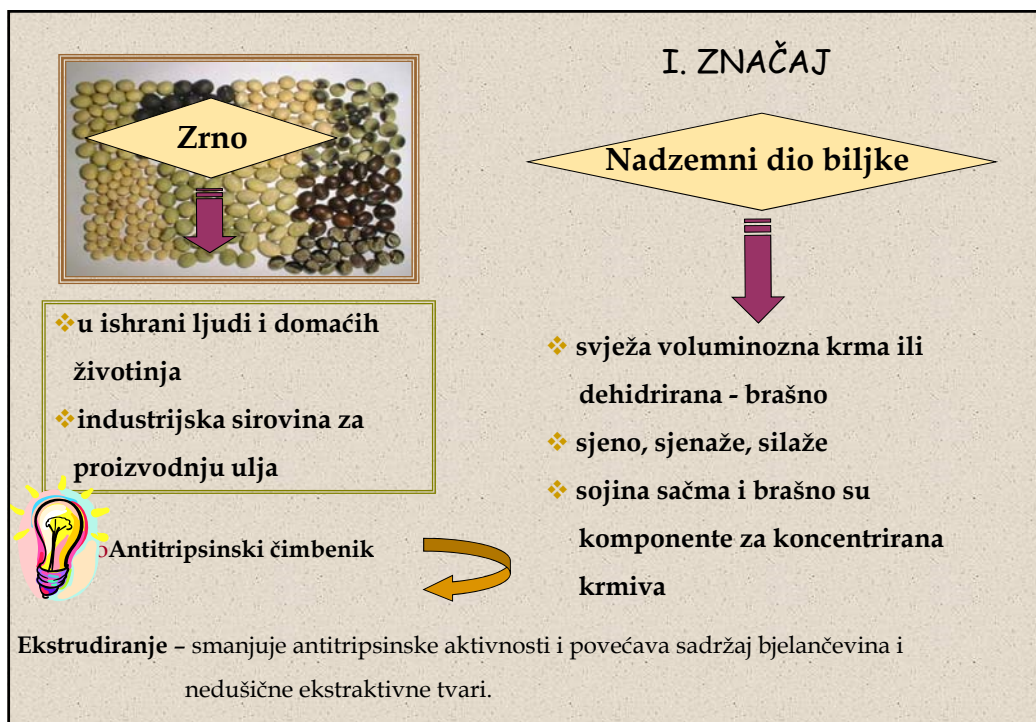 I. ZNAČAJ
Zrno
❖u ishrani ljudi i domaćih
životinja
❖industrijska sirovina za
proizvodnju ulja
oAntitripsinski čimbenik
Nadzemni dio biljke
❖ svježa voluminozna krma ili
dehidrirana - brašno
❖ sjeno, sjenaže, silaže
❖ sojina sačma i brašno su
komponente za koncentrirana
krmiva
Ekstrudiranje – smanjuje antitripsinske aktivnosti i povećava sadržaj bjelančevina i
nedušične ekstraktivne tvari.